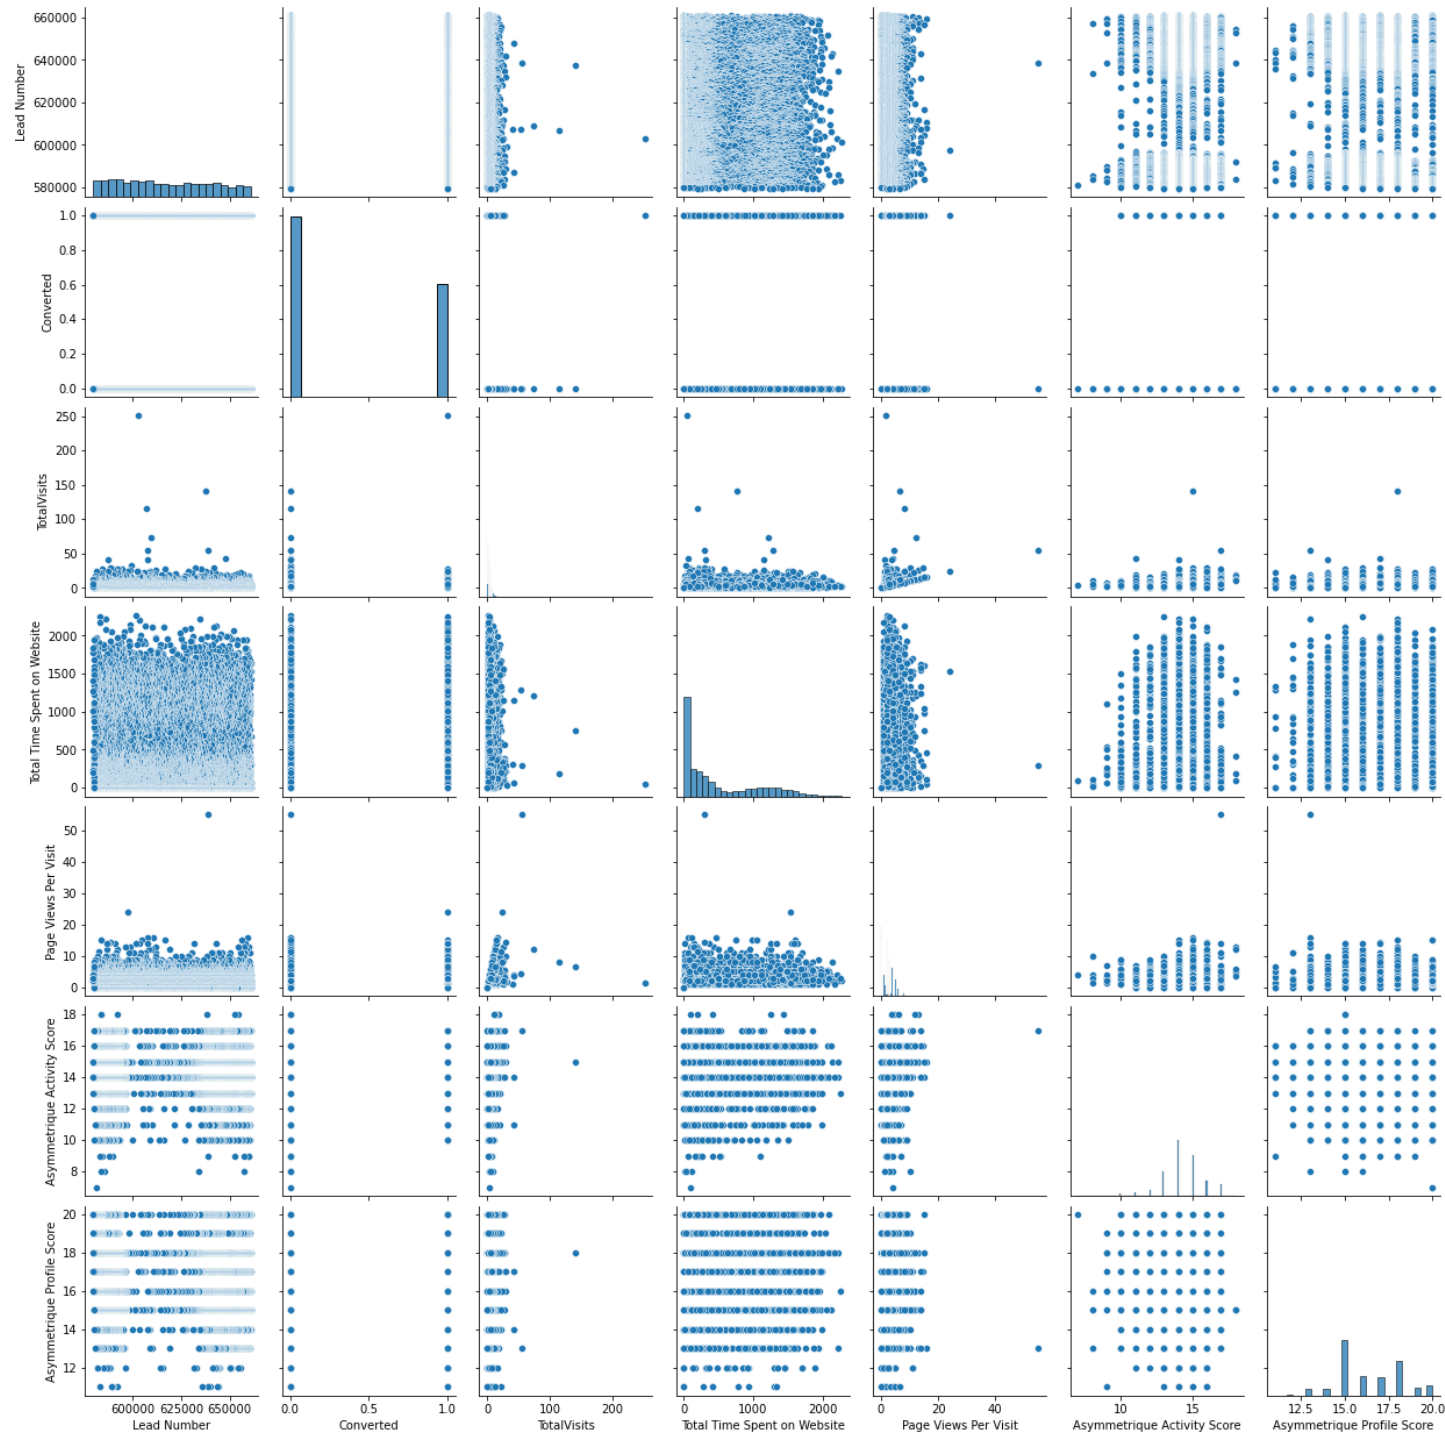 660000
640000
620000
600000
580000
Lead Number
1.0
0.8
0.6
0.4
0.2
0.0
Converted
250
200
150
100
50
0
TotalVisits
2000
1500
1000
500
0
Total Time Spent on Website
50
40
30
20
10
0
Page Views Per Visit
18
16
14
12
10
8
Asymmetrique Activity Score
20
18
16
14
12
Asymmetrique Profile Score
600000 625000 650000
Lead Number
0.0 0.5 1.0
Converted
0 100 200
TotalVisits
0 1000 2000
Total Time Spent on Website
0 20 40
Page Views Per Visit
10 15
Asymmetrique Activity Score
12.5 15.0 17.5 20.0
Asymmetrique Profile Score